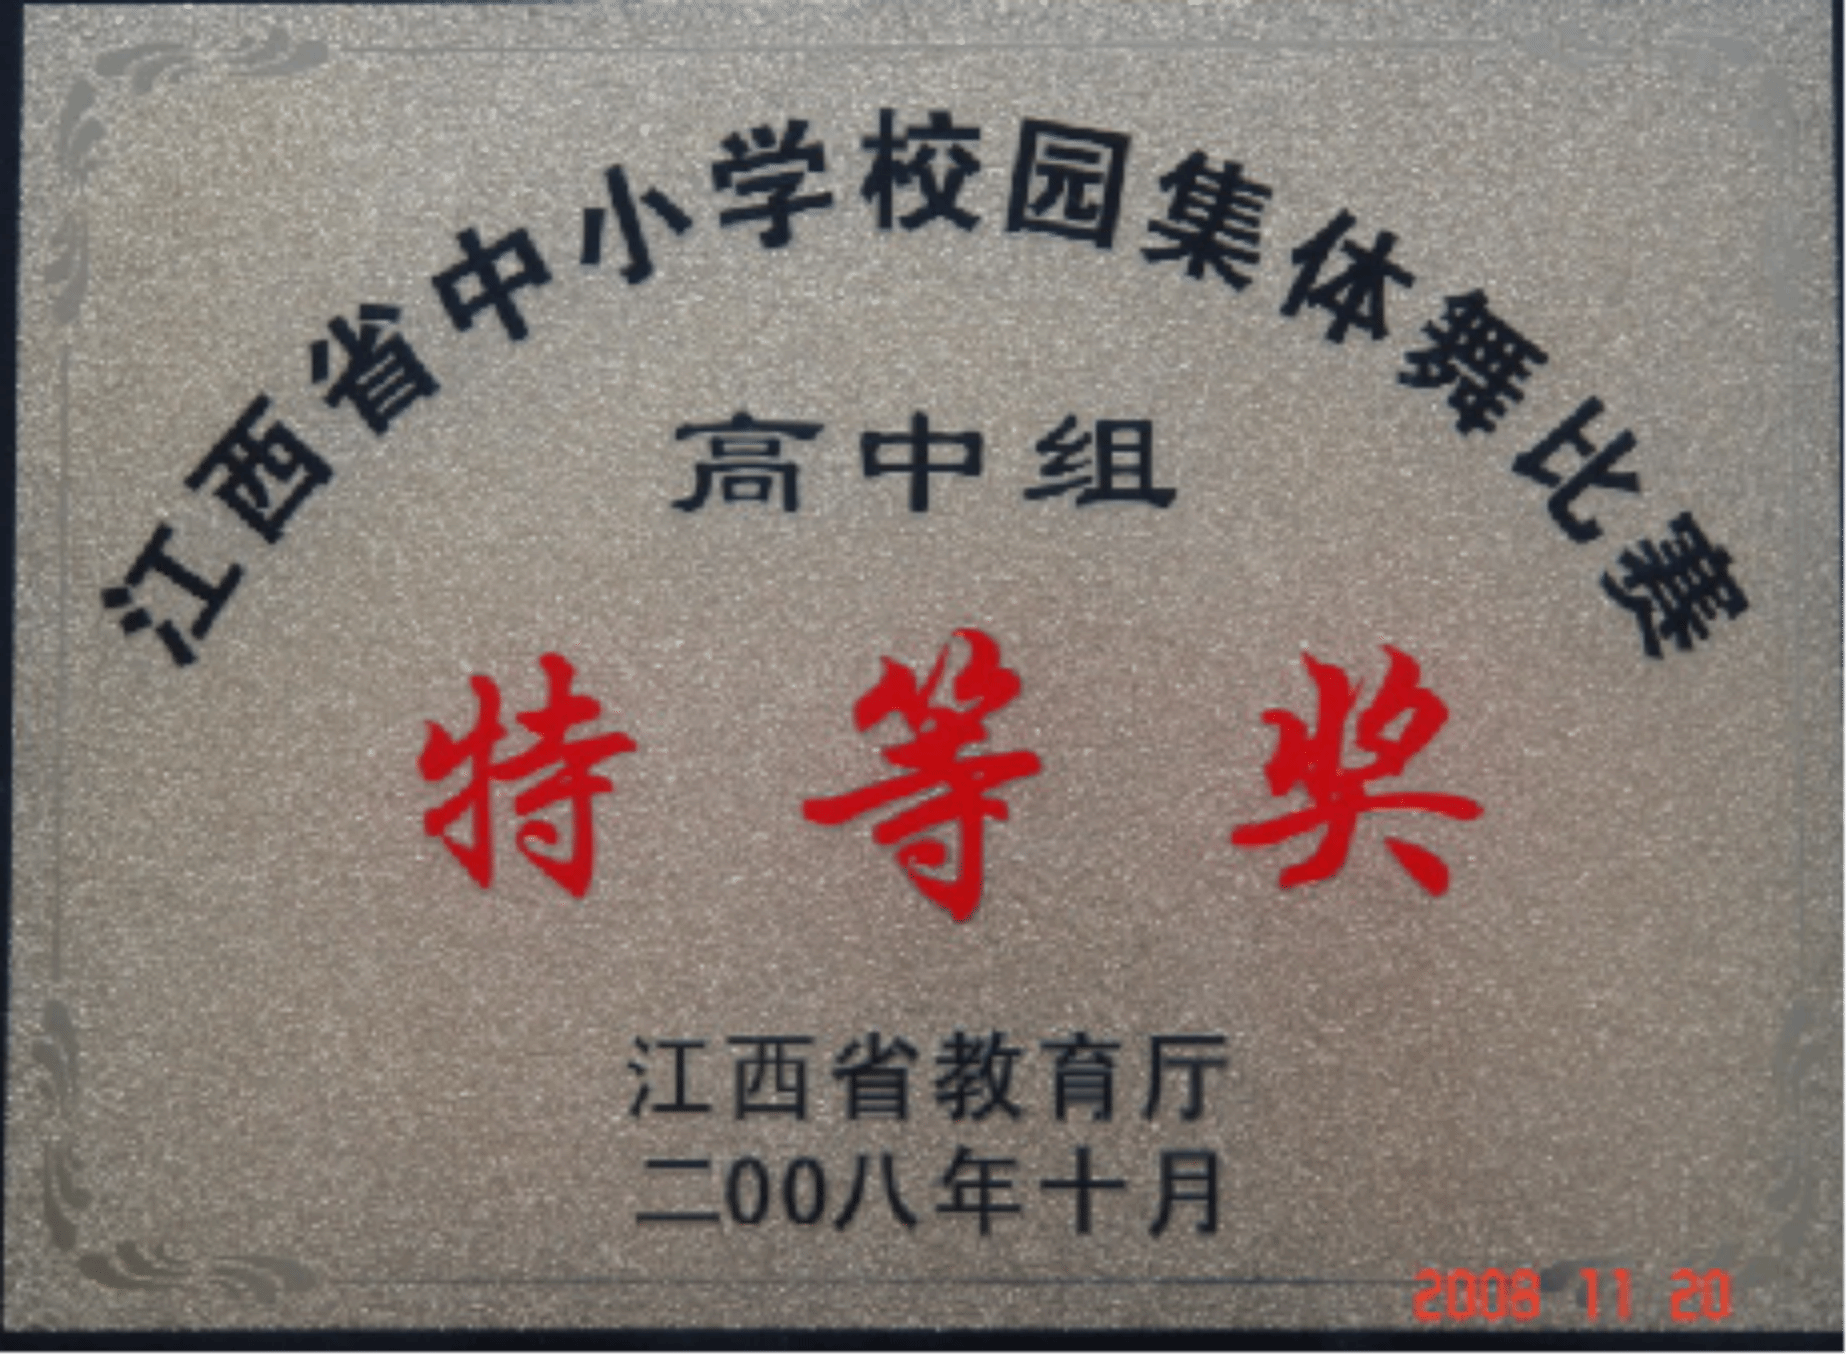 江西省中小学校园集体舞比赛
高中组
特等奖
江西省教育厅
二00八年十月
2008 11 20